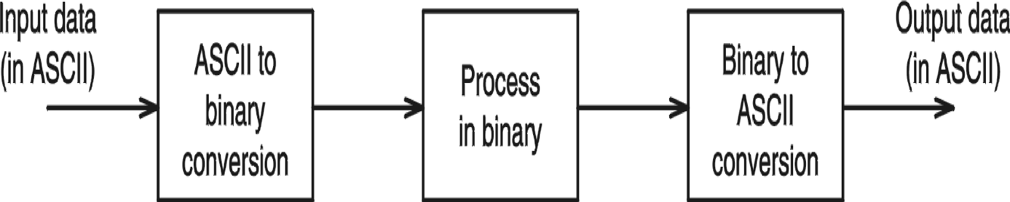 Input data
(in ASCII)
ASCII to
binary
conversion
Process
in binary
Binary to
ASCII
conversion
Output data
(in ASCII)